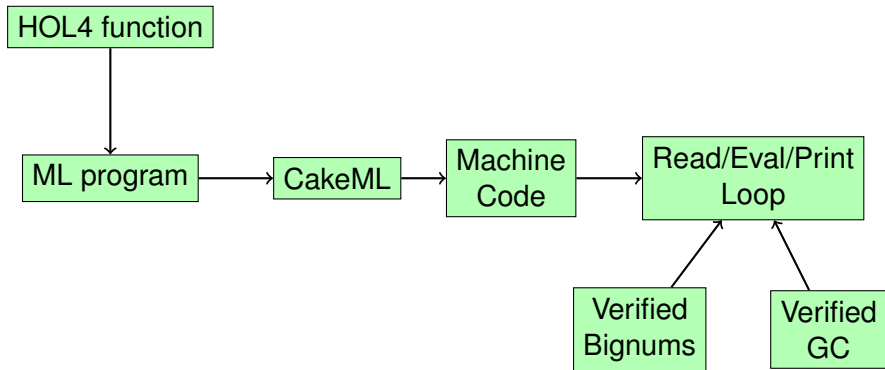 HOL4 function
ML program
CakeML
Machine
Code
Read/Eval/Print
Loop
Verified
Bignums
Verified
GC